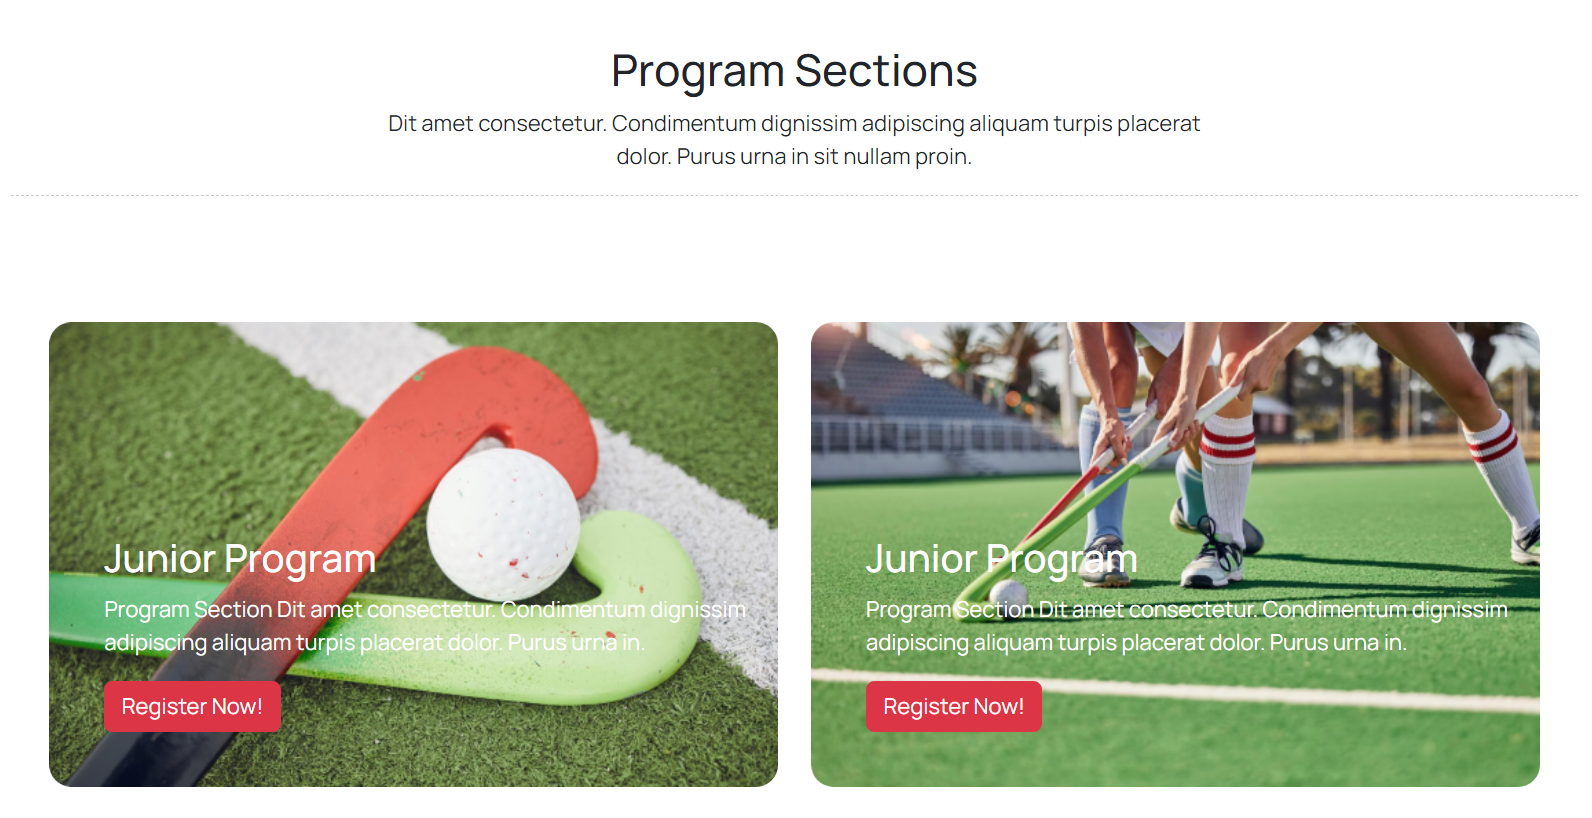 Program Sections
Dit amet consectetur. Condimentum dignissim adipiscing aliquam turpis placerat
dolor. Purus urna in sit nullam proin.
Junior Program
Program Section Dit amet consectetur. Condimentum dignissim
adipiscing aliquam turpis placerat dolor. Purus urna in.
Register Now!
Junior Program
Program Section Dit amet consectetur. Condimentum dignissim
adipiscing aliquam turpis placerat dolor. Purus urna in.
Register Now!